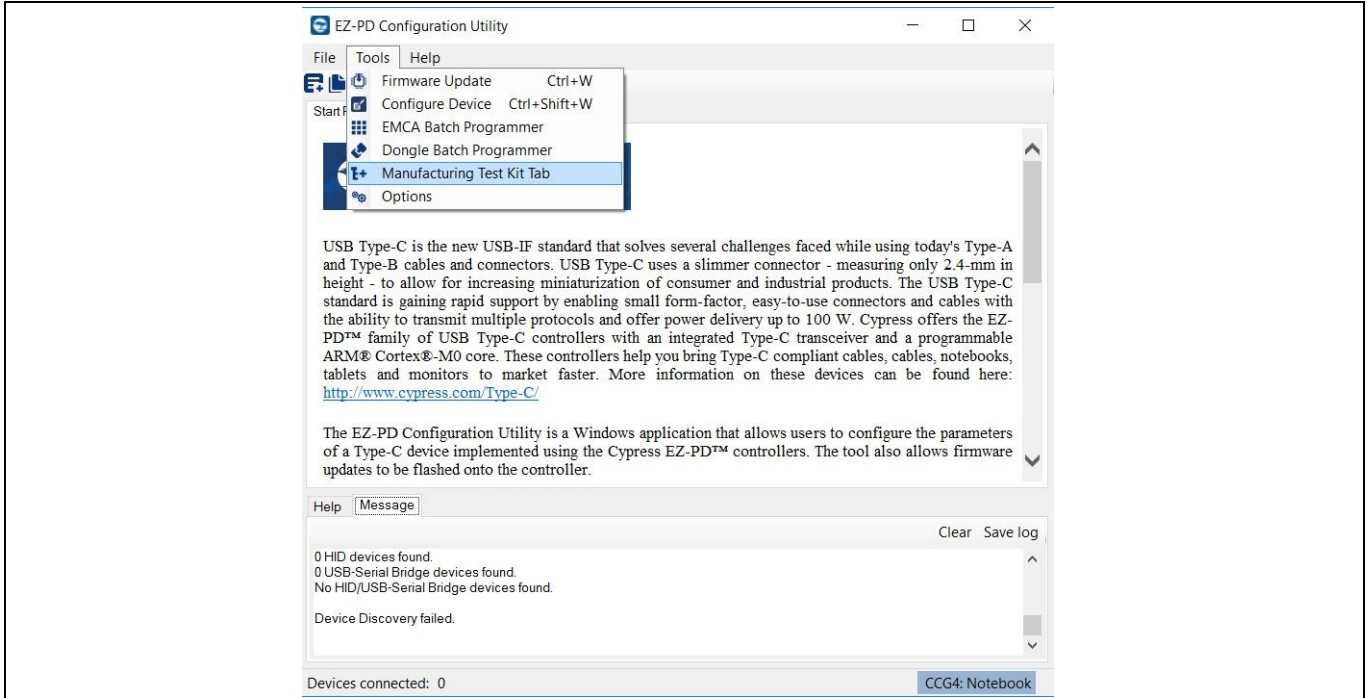 EZ-PD Configuration Utility
File Tools Help
Firmware Update Ctrl+W
Configure Device Ctrl+Shift+W
Start
EMCA Batch Programmer
Dongle Batch Programmer
Manufacturing Test Kit Tab
Options
USB Type-C is the new USB-IF standard that solves several challenges faced while using today's Type-A
and Type-B cables and connectors. USB Type-C uses a slimmer connector - measuring only 2.4-mm in
height - to allow for increasing miniaturization of consumer and industrial products. The USB Type-C
standard is gaining rapid support by enabling small form-factor, easy-to-use connectors and cables with
the ability to transmit multiple protocols and offer power delivery up to 100 W. Cypress offers the EZ-
PD™ family of USB Type-C controllers with an integrated Type-C transceiver and a programmable
ARM® Cortex®-M0 core. These controllers help you bring Type-C compliant cables, cables, notebooks,
tablets and monitors to market faster. More information on these devices can be found here:
http://www.cypress.com/Type-C/
The EZ-PD Configuration Utility is a Windows application that allows users to configure the parameters
of a Type-C device implemented using the Cypress EZ-PD™ controllers. The tool also allows firmware
updates to be flashed onto the controller.
Help Message
Clear Save log
0 HID devices found.
0 USB-Serial Bridge devices found.
No HID/USB-Serial Bridge devices found.
Device Discovery failed.
Devices connected: 0 CCG4: Notebook